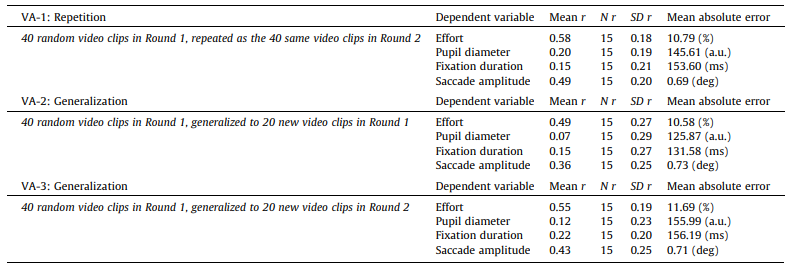 VA-1: Repetition Dependent variable Mean r N r SD r Mean absolute error
40 random video clips in Round 1, repeated as the 40 same video clips in Round 2 Effort 0.58 15 0.18 10.79 (%)
Pupil diameter 0.20 15 0.19 145.61 (a.u.)
Fixation duration 0.15 15 0.21 153.60 (ms)
Saccade amplitude 0.49 15 0.20 0.69 (deg)
VA-2: Generalization Dependent variable Mean r N r SD r Mean absolute error
40 random video clips in Round 1, generalized to 20 new video clips in Round 1 Effort 0.49 15 0.27 10.58 (%)
Pupil diameter 0.07 15 0.29 125.87 (a.u.)
Fixation duration 0.15 15 0.27 131.58 (ms)
Saccade amplitude 0.36 15 0.25 0.73 (deg)
VA-3: Generalization Dependent variable Mean r N r SD r Mean absolute error
40 random video clips in Round 1, generalized to 20 new video clips in Round 2 Effort 0.55 15 0.19 11.69 (%)
Pupil diameter 0.12 15 0.23 155.99 (a.u.)
Fixation duration 0.22 15 0.20 156.19 (ms)
Saccade amplitude 0.43 15 0.25 0.71 (deg)